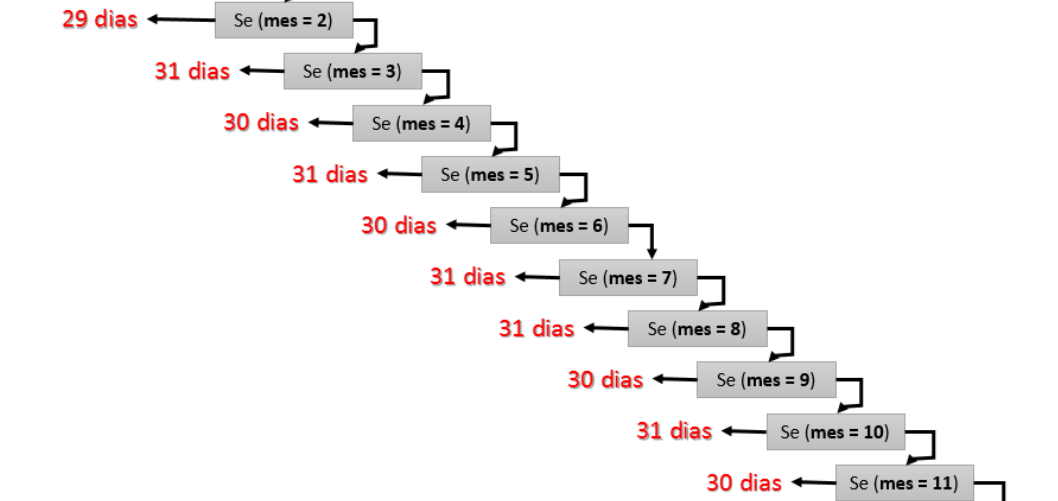 29 dias Se (mes = 2)
31 dias Se (mes = 3)
30 dias Se (mes = 4)
31 dias Se (mes = 5)
30 dias Se (mes = 6)
31 dias Se (mes = 7)
31 dias Se (mes = 8)
30 dias Se (mes = 9)
31 dias Se (mes = 10)
30 dias Se (mes = 11)